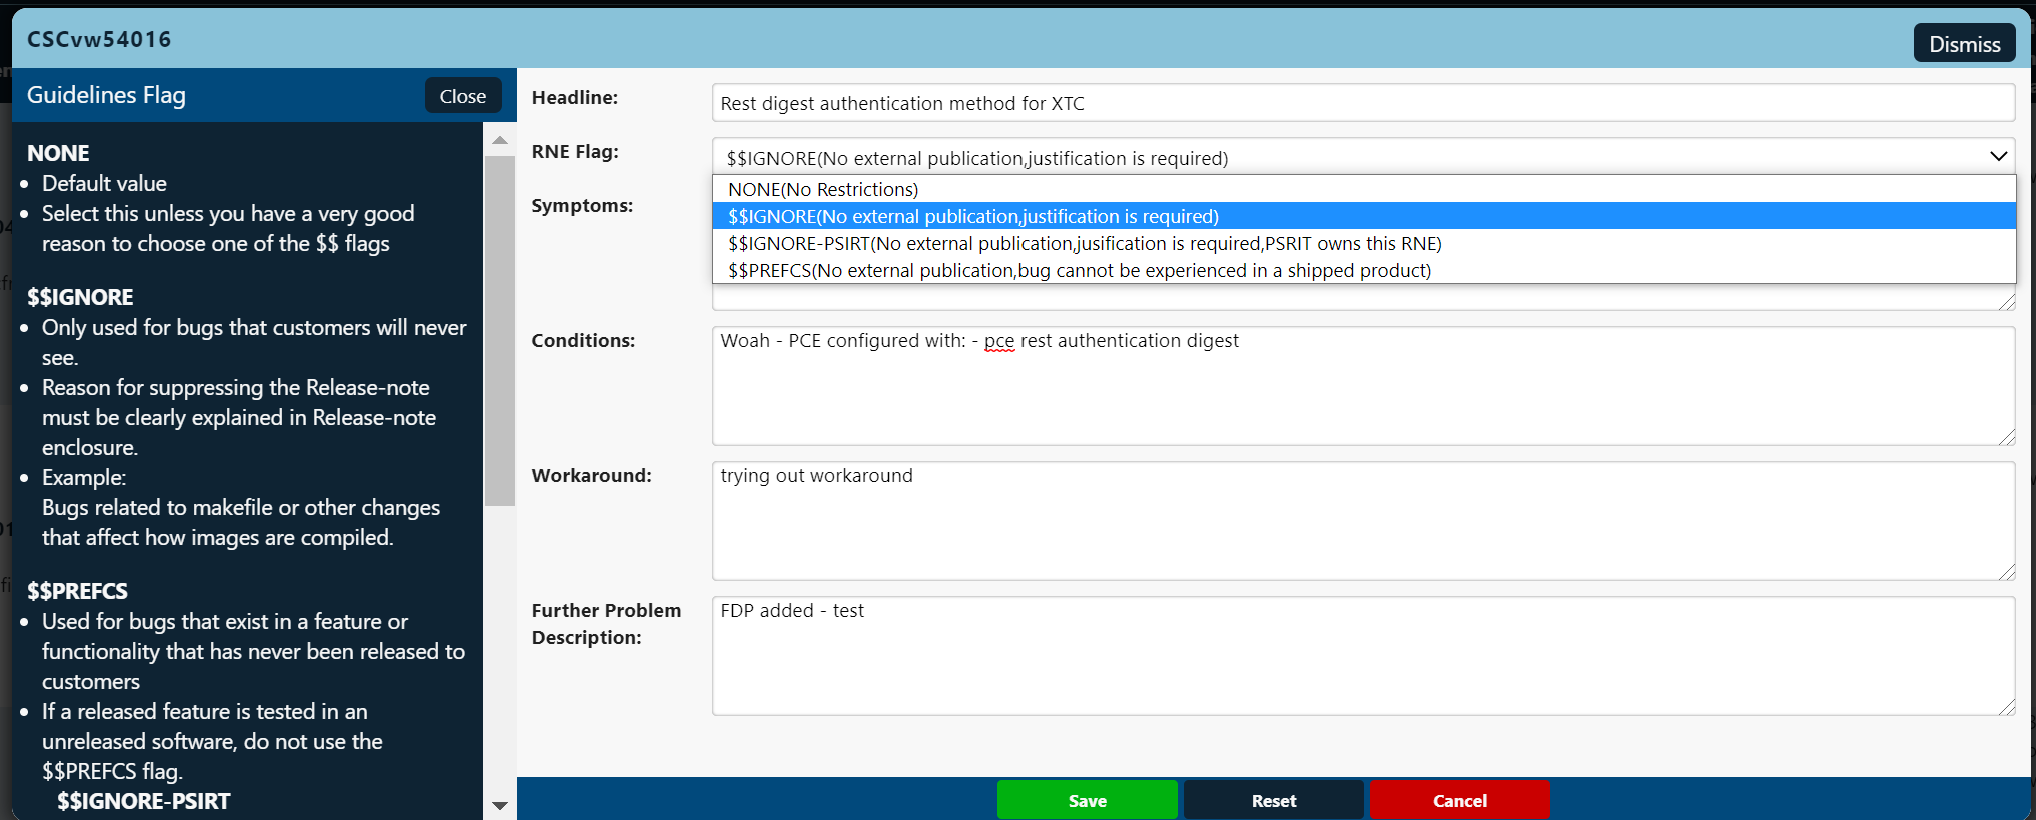 CSCvw54016
Dismiss
Guidelines Flag
Close
NONE
Default value
Select this unless you have a very good
reason to choose one of the $$ flags
$$IGNORE
Only used for bugs that customers will never
see.
Reason for suppressing the Release-note
must be clearly explained in Release-note
enclosure.
Example:
Bugs related to makefile or other changes
that affect how images are compiled.
$$PREFCS
Used for bugs that exist in a feature or
functionality that has never been released to
customers
If a released feature is tested in an
unreleased software, do not use the
$$PREFCS flag.
$$IGNORE-PSIRT
Headline:
Rest digest authentication method for XTC
RNE Flag:
$$IGNORE(No external publication,justification is required)
NONE(No Restrictions)
$$IGNORE(No external publication,justification is required)
$$IGNORE-PSIRT(No external publication,jusification is required,PSRIT owns this RNE)
$$PREFCS(No external publication,bug cannot be experienced in a shipped product)
Symptoms:
Conditions:
Woah - PCE configured with: - pce rest authentication digest
Workaround:
trying out workaround
Further Problem
Description:
FDP added - test
Save
Reset
Cancel